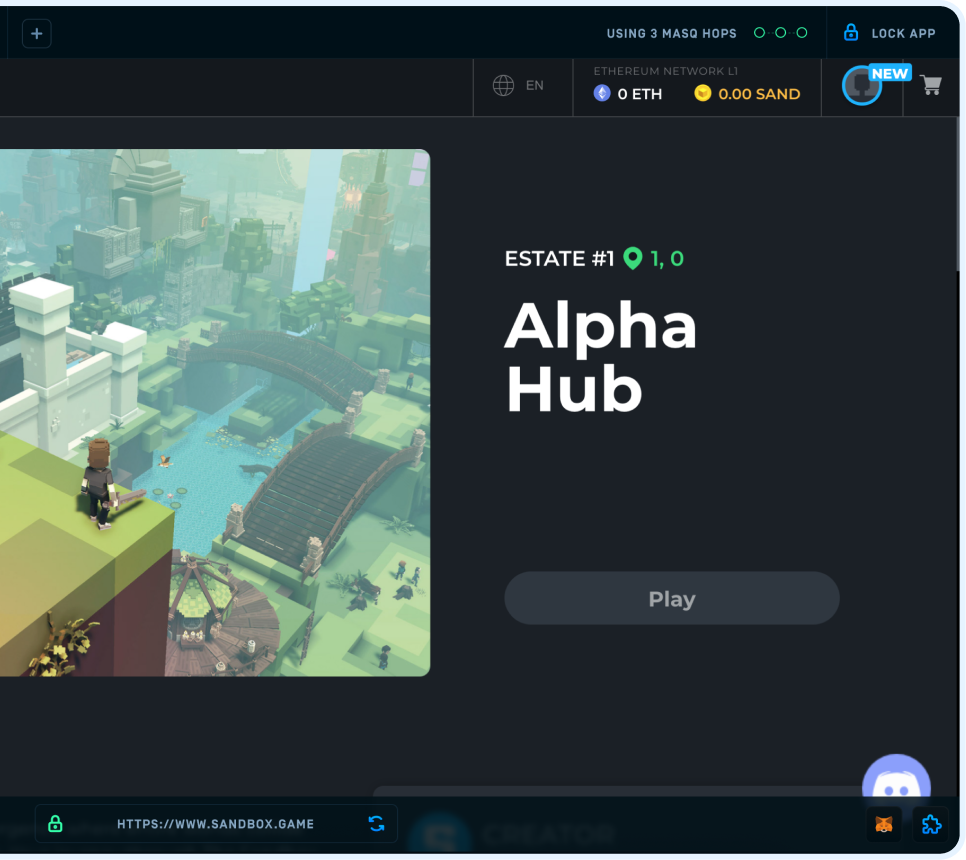 USING 3 MASQ HOPS
LOCK APP
EN
ETHEREUM NETWORK L1
0 ETH
0.00 SAND
NEW
ESTATE #1 1, 0
Alpha
Hub
Play
HTTPS://WWW.SANDBOX.GAME
CREATOR